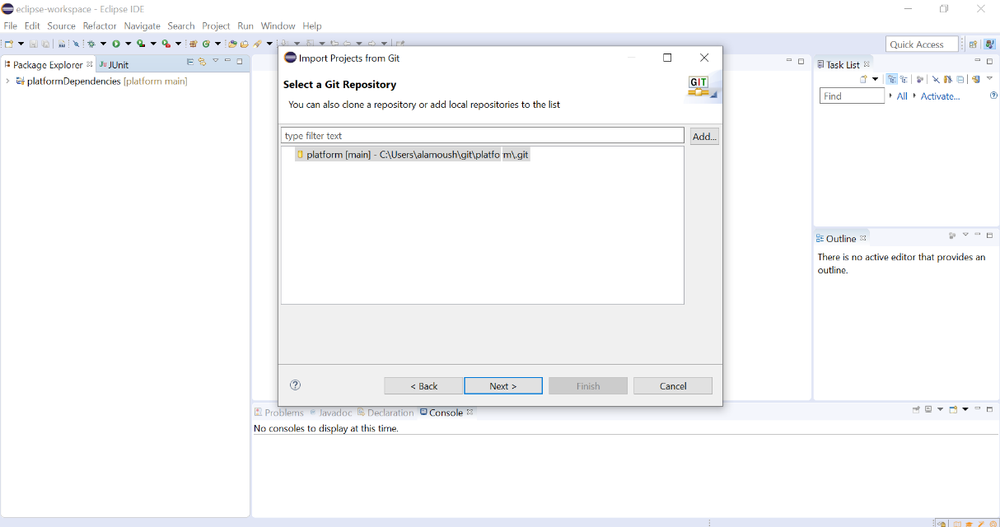 eclipse-workspace - Eclipse IDE
File Edit Source Refactor Navigate Search Project Run Window Help
Quick Access
Package Explorer
JUnit
platformDependencies [platform main]
Import Projects from Git
Select a Git Repository
GIT
You can also clone a repository or add local repositories to the list
type filter text
Add...
platform [main] - C:\Users\alamoush\git\platform\.git
< Back
Next >
Finish
Cancel
Task List
Find
All
Activate...
Outline
There is no active editor that provides an
outline.
Problems
Javadoc
Declaration
Console
No consoles to display at this time.